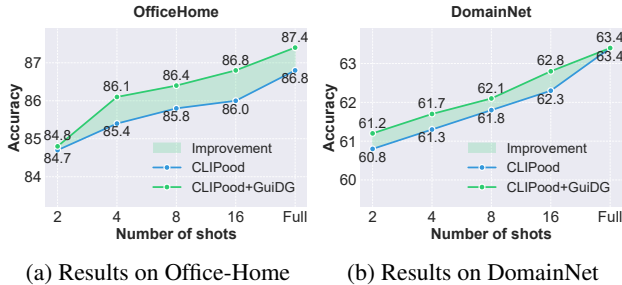 OfficeHome
87.4
86.8
86.8
86.4
86.1
86.0
85.8
85.4
84.8
84.7
87
86
85
84
Accuracy
Improvement
CLIPood
CLIPood+GuiDG
2 4 8 16 Full
Number of shots
(a) Results on Office-Home
DomainNet
63.4
63.4
62.8
62.3
62.1
61.8
61.7
61.3
61.2
60.8
63
62
61
60
Accuracy
Improvement
CLIPood
CLIPood+GuiDG
2 4 8 16 Full
Number of shots
(b) Results on DomainNet